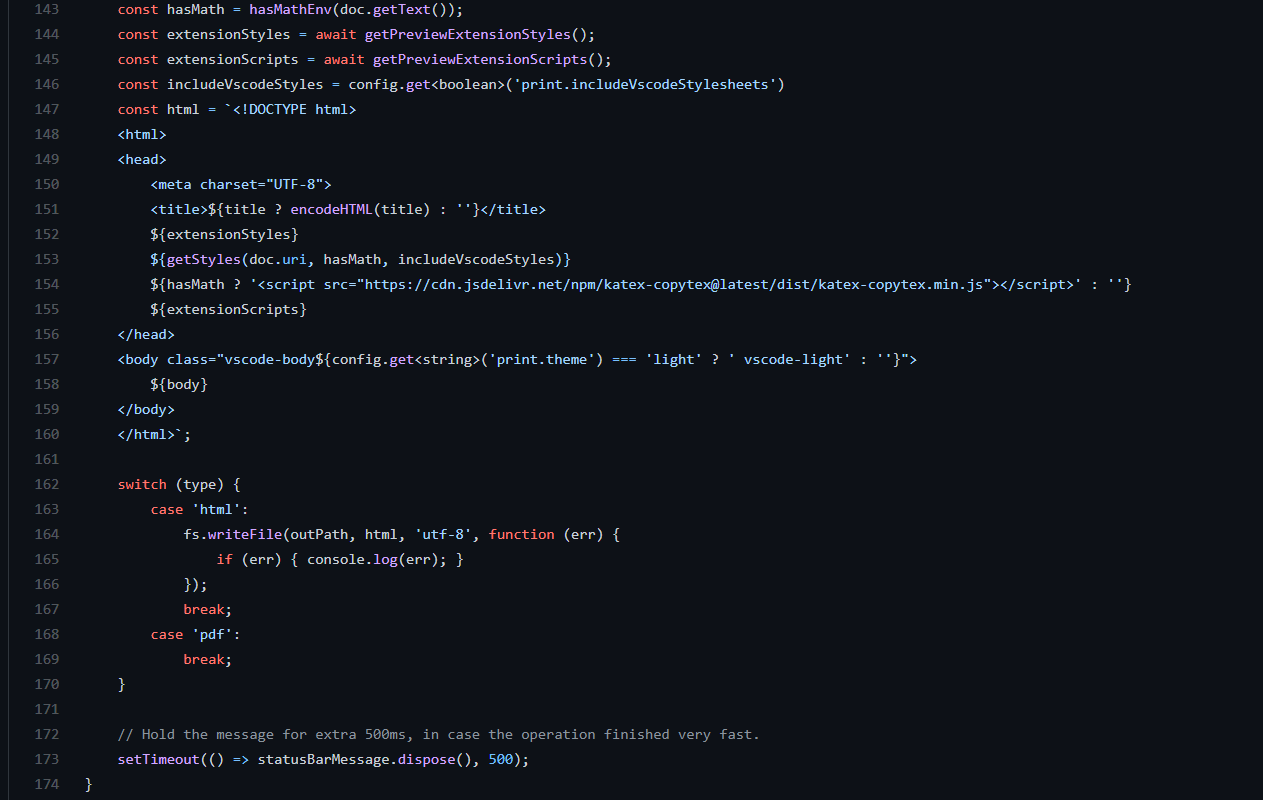 143 const hasMath = hasMathEnv(doc.getText());
144 const extensionStyles = await getPreviewExtensionStyles();
145 const extensionScripts = await getPreviewExtensionScripts();
146 const includeVscodeStyles = config.get<boolean>('print.includeVscodeStylesheets')
147 const html = `<!DOCTYPE html>
148 <html>
149 <head>
150 <meta charset="UTF-8">
151 <title>${title ? encodeHTML(title) : ''}</title>
152 ${extensionStyles}
153 ${getStyles(doc.uri, hasMath, includeVscodeStyles)}
154 ${hasMath ? '<script src="https://cdn.jsdelivr.net/npm/katex-copytex@latest/dist/katex-copytex.min.js"></script>' : ''}
155 ${extensionScripts}
156 </head>
157 <body class="vscode-body${config.get<string>('print.theme') === 'light' ? ' vscode-light' : ''}">
158 ${body}
159 </body>
160 </html>`;
161
162 switch (type) {
163 case 'html':
164 fs.writeFile(outPath, html, 'utf-8', function (err) {
165 if (err) { console.log(err); }
166 });
167 break;
168 case 'pdf':
169 break;
170 }
171
172 // Hold the message for extra 500ms, in case the operation finished very fast.
173 setTimeout(() => statusBarMessage.dispose(), 500);
174 }